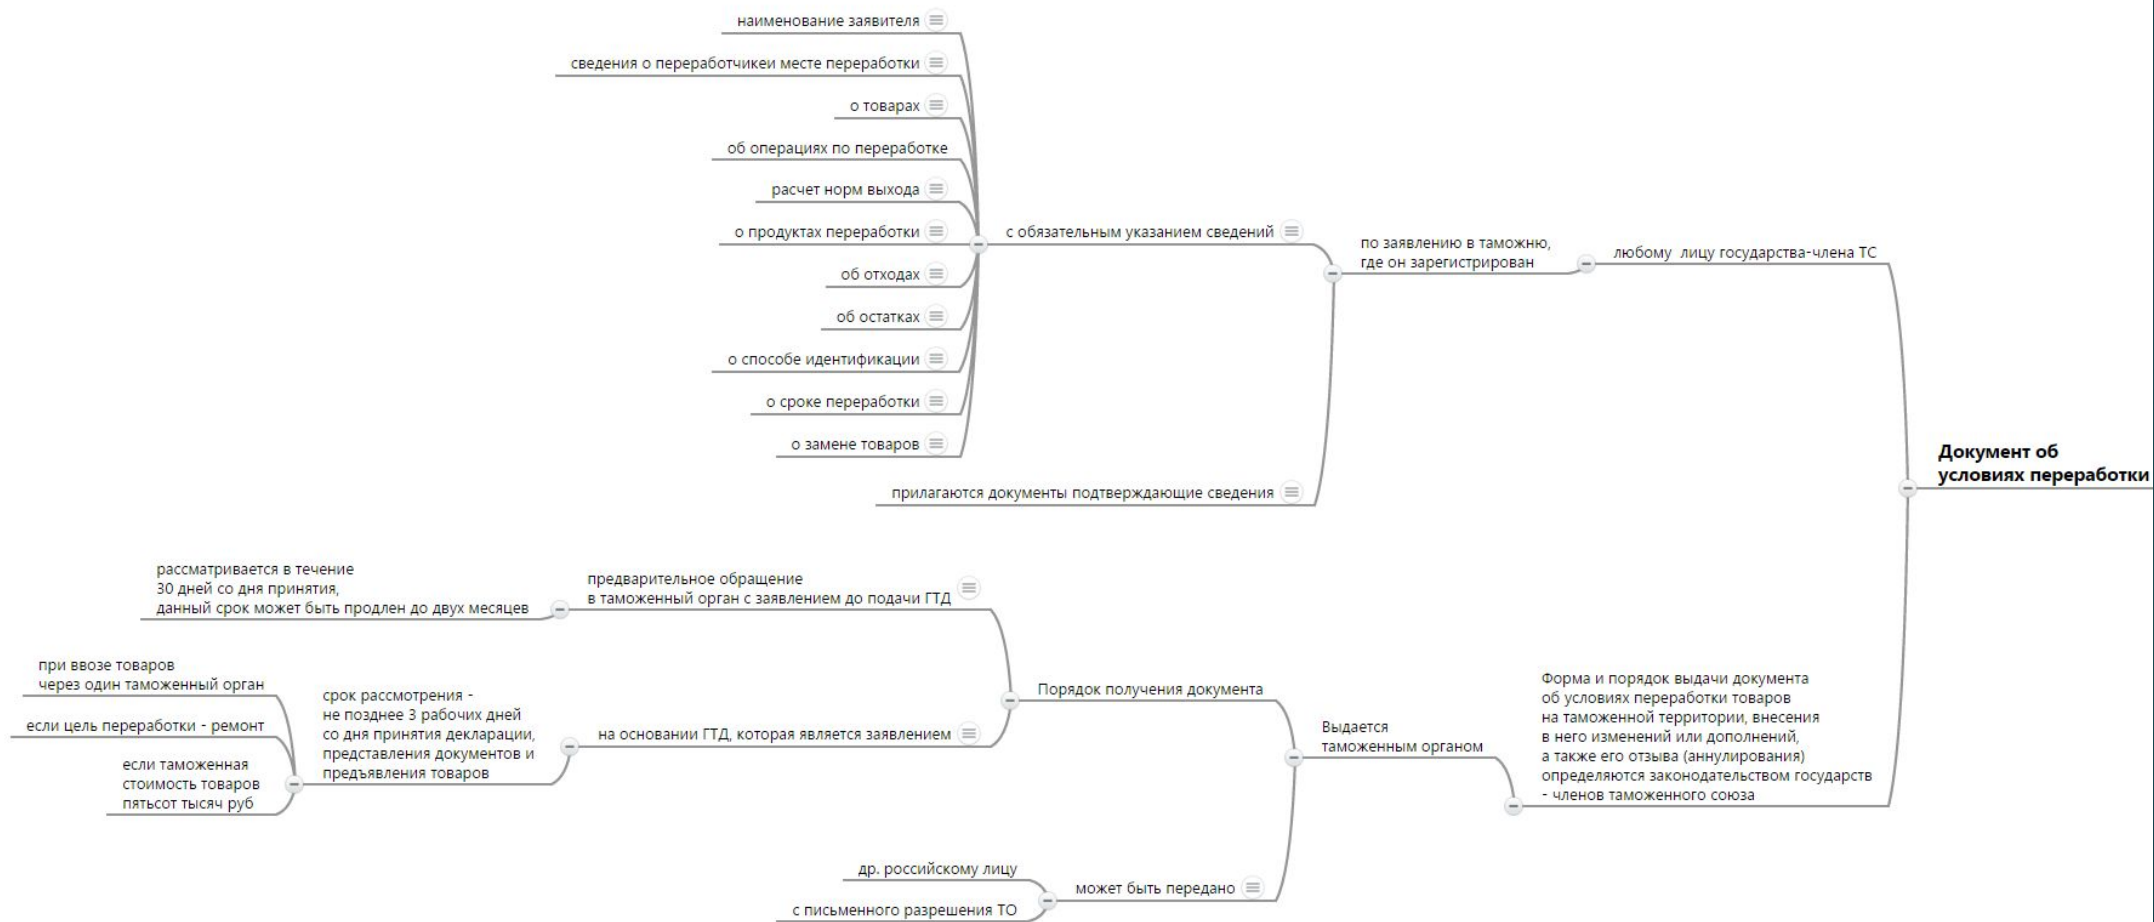 наименование заявителя
сведения о переработчикеи месте переработки
о товарах
об операциях по переработке
расчет норм выхода
о продуктах переработки
об отходах
об остатках
о способе идентификации
о сроке переработки
о замене товаров
с обязательным указанием сведений
прилагаются документы подтверждающие сведения
по заявлению в таможню,
где он зарегистрирован
любому  лицу государства-члена ТС
Документ об
условиях переработки
рассматривается в течение
30 дней со дня принятия,
данный срок может быть продлен до двух месяцев
предварительное обращение
в таможенный орган с заявлением до подачи ГТД
при ввозе товаров
через один таможенный орган
если цель переработки - ремонт
если таможенная
стоимость товаров
пятьсот тысяч руб
срок рассмотрения -
не позднее 3 рабочих дней
со дня принятия декларации,
представления документов и
предъявления товаров
на основании ГТД, которая является заявлением
Порядок получения документа
др. российскому лицу
с письменного разрешения ТО
может быть передано
Выдается
таможенным органом
Форма и порядок выдачи документа
об условиях переработки товаров
на таможенной территории, внесения
в него изменений или дополнений,
а также его отзыва (аннулирования)
определяются законодательством государств
- членов таможенного союза